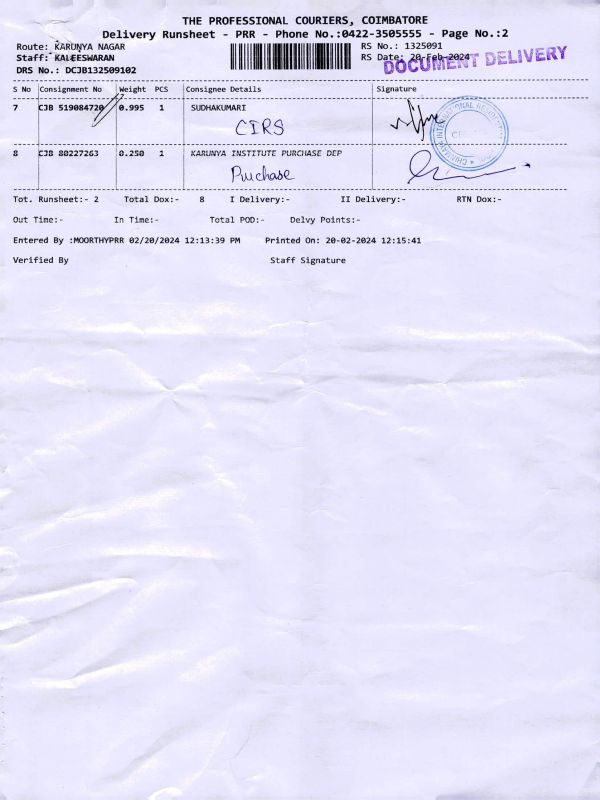 THE PROFESSIONAL COURIERS, COIMBATORE
Delivery Runsheet - PRR - Phone No.:0422-3505555 - Page No.:2
Route: KARUNYA NAGAR
RS No.: 1325091
Staff: KALEESWARAN
RS Date: 20-Feb-2024
DOCUMENT DELIVERY
DRS No.: DCJB132509102
S No Consignment No Weight PCS Consignee Details Signature
7 CJB 519084720 0.995 1 SUDHAKUMARI
CIRS
8 CJB 80227263 0.250 1 KARUNYA INSTITUTE PURCHASE DEP
Purchase
Tot. Runsheet:- 2 Total Dox:- 8 I Delivery:- II Delivery:- RTN Dox:-
Out Time:- In Time:- Total POD:- Delvy Points:-
Entered By :MOORTHYPRR 02/20/2024 12:13:39 PM Printed On: 20-02-2024 12:15:41
Verified By Staff Signature